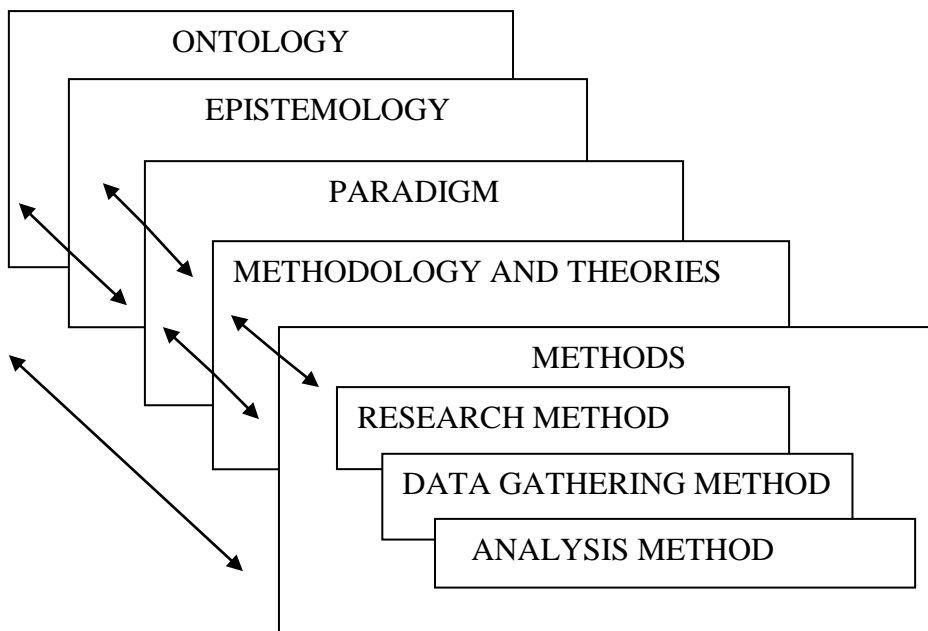 ONTOLOGY
EPISTEMOLOGY
PARADIGM
METHODOLOGY AND THEORIES
METHODS
RESEARCH METHOD
DATA GATHERING METHOD
ANALYSIS METHOD